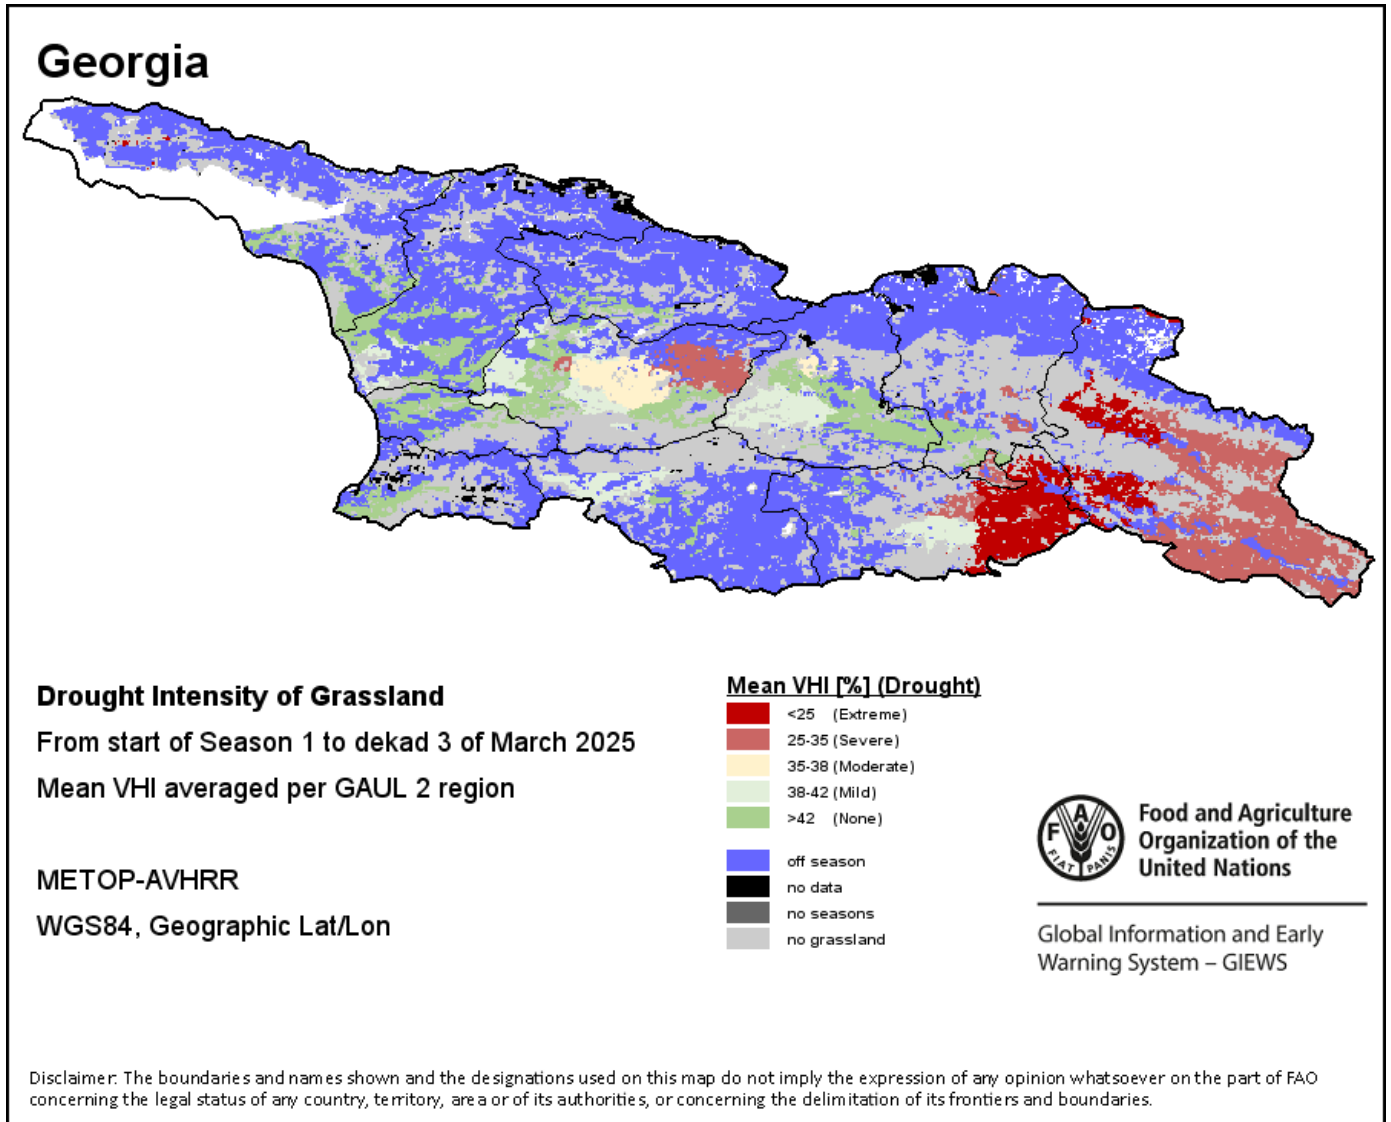 Georgia
Drought Intensity of Grassland
From start of Season 1 to dekad 3 of March 2025
Mean VHI averaged per GAUL 2 region
METOP-AVHRR
WGS84, Geographic Lat/Lon
Mean VHI [%] (Drought)
<25 (Extreme)
25-35 (Severe)
35-38 (Moderate)
38-42 (Mild)
>42 (None)
off season
no data
no seasons
no grassland
F A O
FIAT PANIS
Food and Agriculture
Organization of the
United Nations
Global Information and Early
Warning System – GIEWS
Disclaimer: The boundaries and names shown and the designations used on this map do not imply the expression of any opinion whatsoever on the part of FAO
concerning the legal status of any country, territory, area or of its authorities, or concerning the delimitation of its frontiers and boundaries.